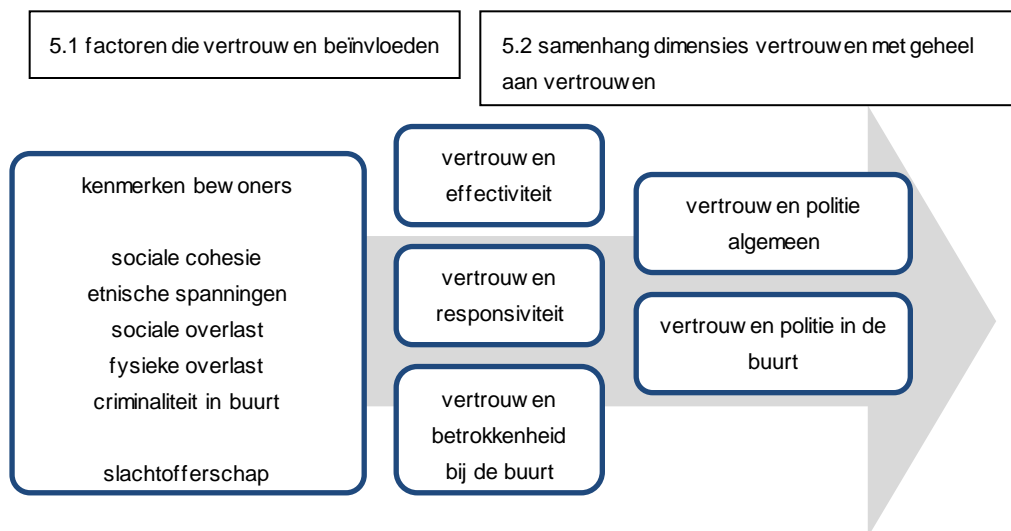 5.1 factoren die vertrouwen beïnvloeden
5.2 samenhang dimensies vertrouwen met geheel
aan vertrouwen
kenmerken bewoners
sociale cohesie
etnische spanningen
sociale overlast
fysieke overlast
criminaliteit in buurt
slachtofferschap
vertrouwen
effectiviteit
vertrouwen
responsiviteit
vertrouwen
betrokkenheid
bij de buurt
vertrouwen politie
algemeen
vertrouwen politie in de
buurt